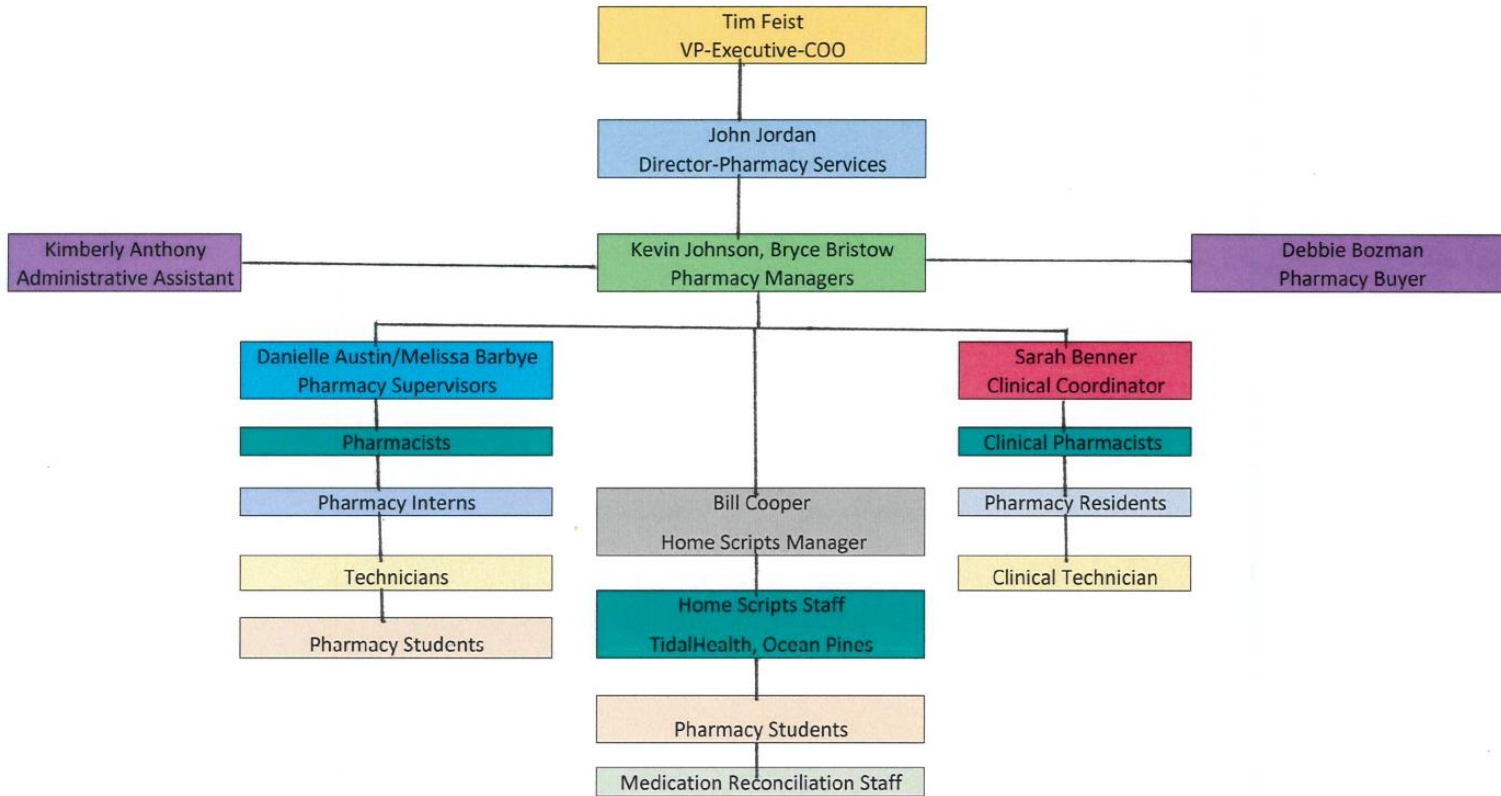 Tim Feist
VP-Executive-COO
John Jordan
Director-Pharmacy Services
Kimberly Anthony
Administrative Assistant
Kevin Johnson, Bryce Bristow
Pharmacy Managers
Debbie Bozman
Pharmacy Buyer
Danielle Austin/Melissa Barbye
Pharmacy Supervisors
Sarah Benner
Clinical Coordinator
Pharmacists
Clinical Pharmacists
Pharmacy Interns
Bill Cooper
Home Scripts Manager
Pharmacy Residents
Technicians
Clinical Technician
Home Scripts Staff
TidalHealth, Ocean Pines
Pharmacy Students
Pharmacy Students
Medication Reconciliation Staff